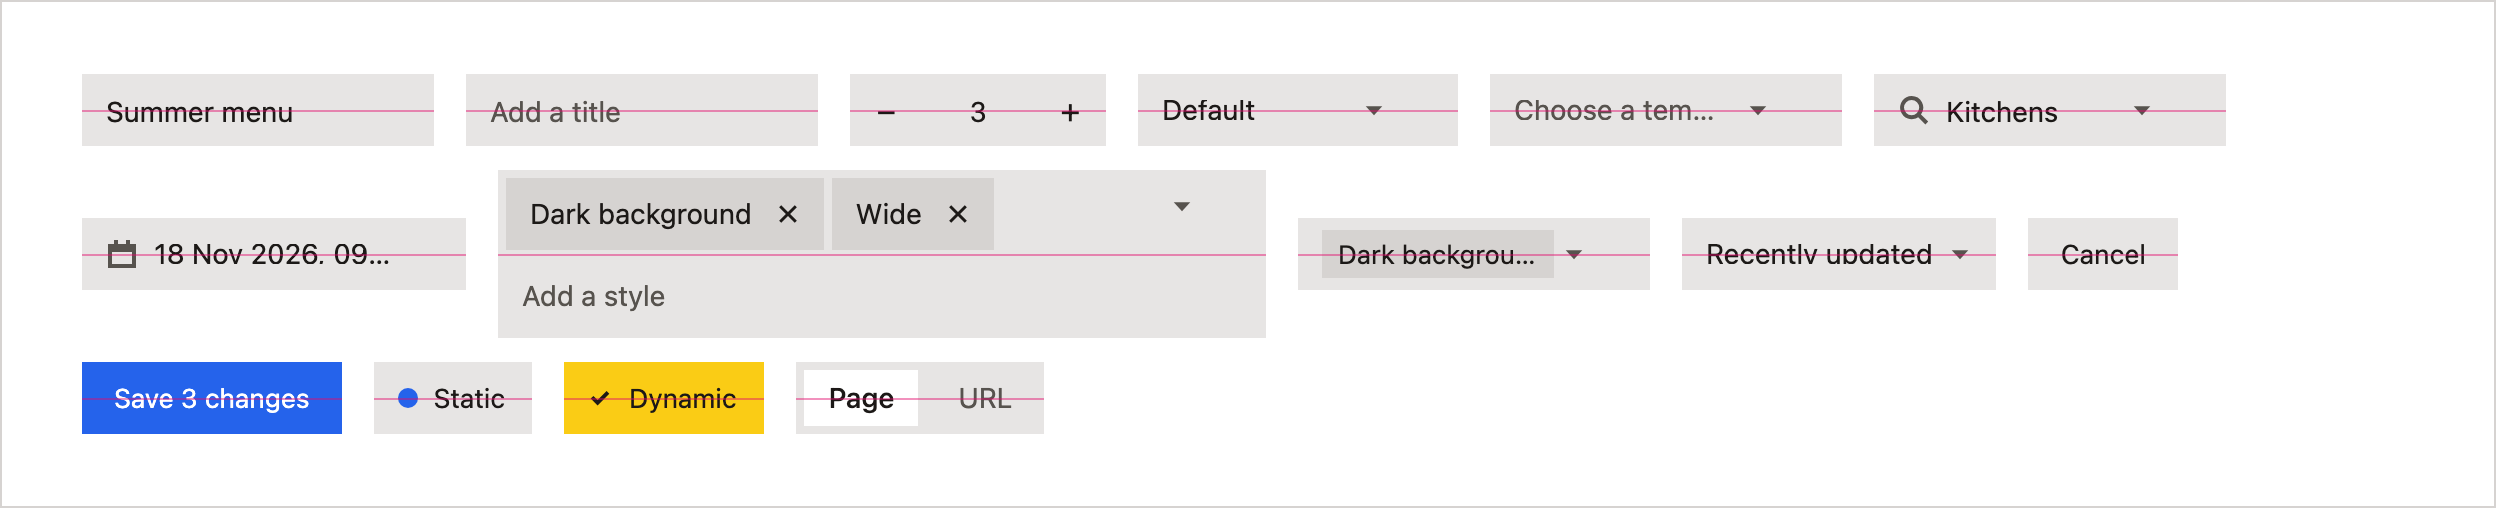 Summer menu
Add a title
− 3 +
Default
Choose a tem...
Kitchens
18 Nov 2026, 09...
Dark background ✕ Wide ✕
Add a style
Dark backgrou...
Recently updated
Cancel
Save 3 changes
Static
Dynamic
Page URL